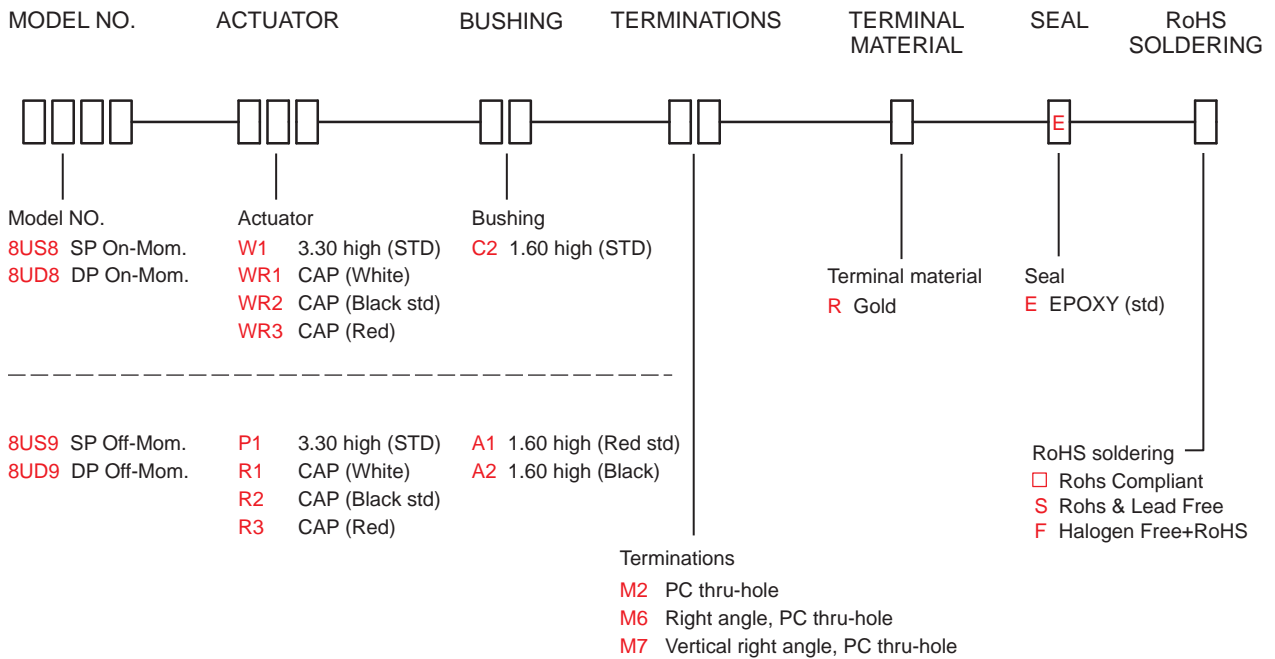 MODEL NO. ACTUATOR BUSHING TERMINATIONS TERMINAL MATERIAL SEAL RoHS SOLDERING
E
Model NO.
8US8 SP On-Mom.
8UD8 DP On-Mom.
Actuator
W1 3.30 high (STD)
WR1 CAP (White)
WR2 CAP (Black std)
WR3 CAP (Red)
Bushing
C2 1.60 high (STD)
Terminal material
R Gold
Seal
E EPOXY (std)
8US9 SP Off-Mom.
8UD9 DP Off-Mom.
P1 3.30 high (STD)
R1 CAP (White)
R2 CAP (Black std)
R3 CAP (Red)
A1 1.60 high (Red std)
A2 1.60 high (Black)
RoHS soldering
□ Rohs Compliant
S Rohs & Lead Free
F Halogen Free+RoHS
Terminations
M2 PC thru-hole
M6 Right angle, PC thru-hole
M7 Vertical right angle, PC thru-hole